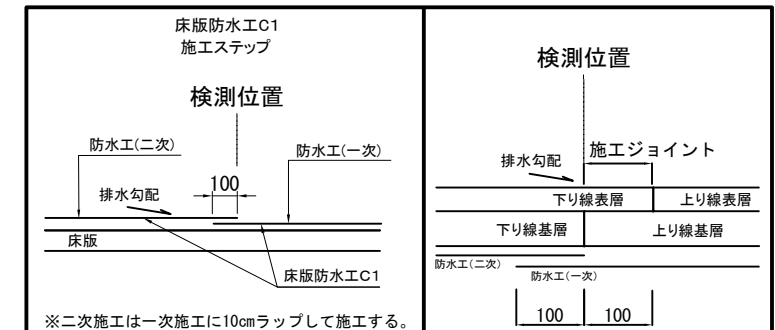 床版防水工C1
施工ステップ
検測位置
防水工(二次)
防水工(一次)
100
排水勾配
床版
床版防水工C1
※二次施工は一次施工に10cmラップして施工する。
検測位置
施工ジョイント
排水勾配
下り線表層
上り線表層
下り線基層
上り線基層
防水工(二次)
防水工(一次)
100
100